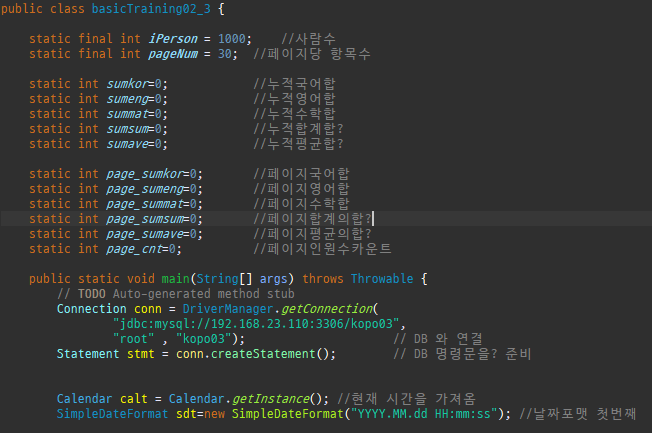 public class basicTraining02_3 {
static final int iPerson = 1000; //사람수
static final int pageNum = 30; //페이지당 항목수
static int sumkor=0; //누적국어합
static int sumeng=0; //누적영어합
static int summat=0; //누적수학합
static int sumsum=0; //누적합계합?
static int sumave=0; //누적평균합?
static int page_sumkor=0; //페이지국어합
static int page_sumeng=0; //페이지영어합
static int page_summat=0; //페이지수학합
static int page_sumsum=0; //페이지합계의합?
static int page_sumave=0; //페이지평균의합?
static int page_cnt=0; //페이지인원수카운트
public static void main(String[] args) throws Throwable {
// TODO Auto-generated method stub
Connection conn = DriverManager.getConnection(
"jdbc:mysql://192.168.23.110:3306/kopo03",
"root" , "kopo03"); // DB 와 연결
Statement stmt = conn.createStatement(); // DB 명령문을? 준비
Calendar calt = Calendar.getInstance(); //현재 시간을 가져옴
SimpleDateFormat sdt=new SimpleDateFormat("YYYY.MM.dd HH:mm:ss"); //날짜포맷 첫번째